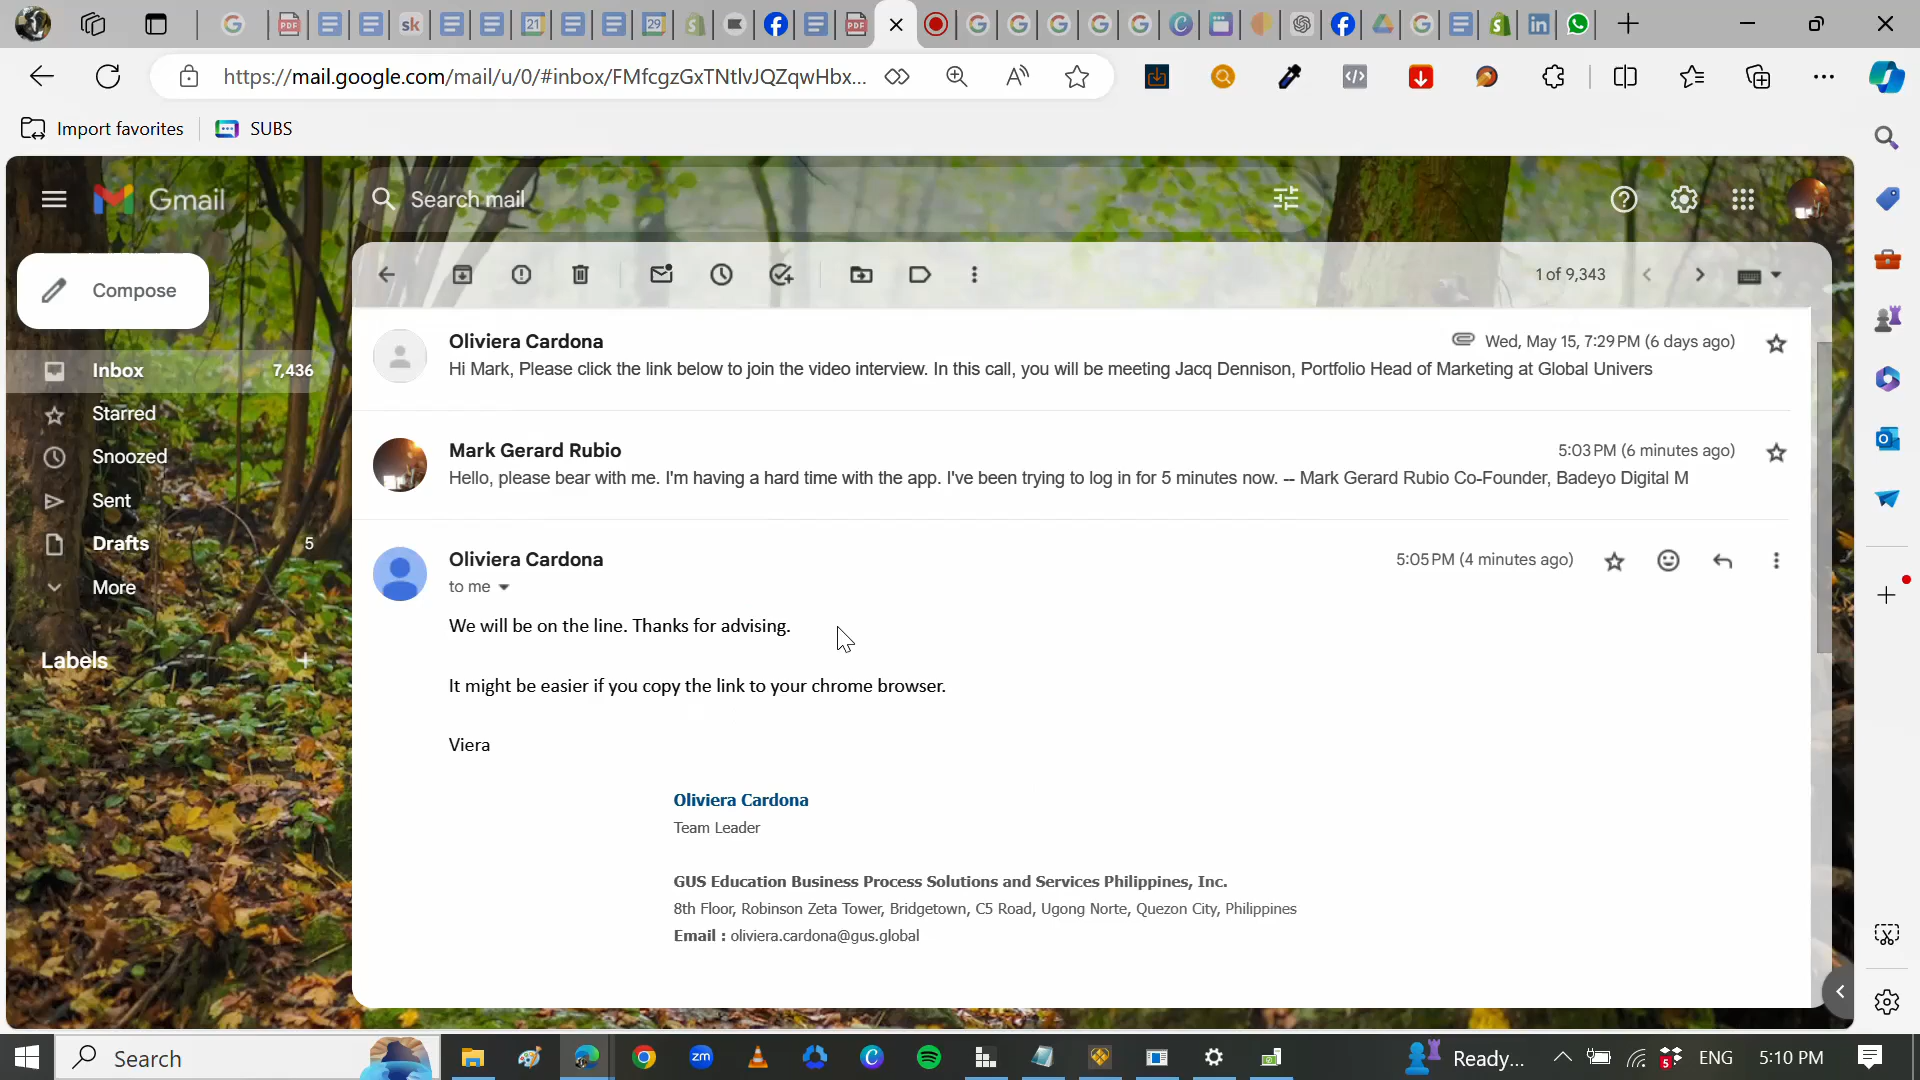 https://mail.google.com/mail/u/0/#inbox/FMfcgzGxTNtlvJQZqwHbx...
Import favorites
SUBS
Gmail
Search mail
Compose
1 of 9,343
Inbox 7,436
Starred
Snoozed
Sent
Drafts 5
More
Labels
Oliviera Cardona
Wed, May 15, 7:29 PM (6 days ago)
Hi Mark, Please click the link below to join the video interview. In this call, you will be meeting Jacq Dennison, Portfolio Head of Marketing at Global Univers
Mark Gerard Rubio
5:03 PM (6 minutes ago)
Hello, please bear with me. I'm having a hard time with the app. I've been trying to log in for 5 minutes now. -- Mark Gerard Rubio Co-Founder, Badeyo Digital M
Oliviera Cardona
5:05 PM (4 minutes ago)
to me
We will be on the line. Thanks for advising.
It might be easier if you copy the link to your chrome browser.
Viera
Oliviera Cardona
Team Leader
GUS Education Business Process Solutions and Services Philippines, Inc.
8th Floor, Robinson Zeta Tower, Bridgetown, C5 Road, Ugong Norte, Quezon City, Philippines
Email : oliviera.cardona@gus.global
Search
Ready...
ENG
5:10 PM